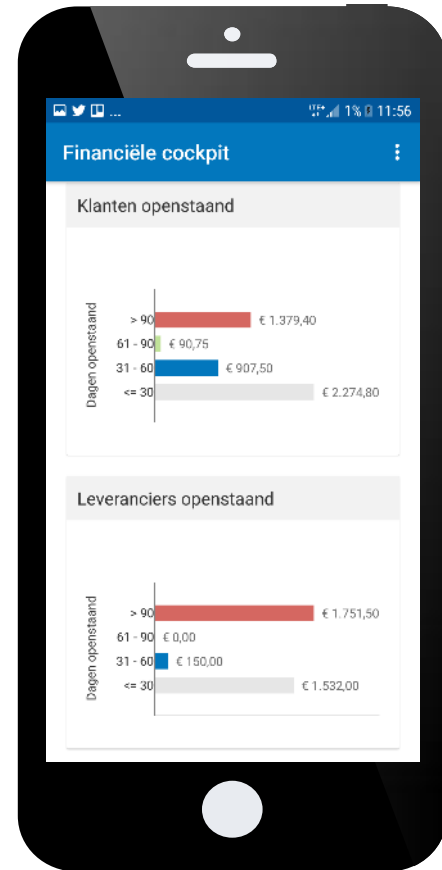 ... 1% 11:56
Financiële cockpit
Klanten openstaand
Dagen openstaand
> 90 € 1.379,40
61 - 90 € 90,75
31 - 60 € 907,50
<= 30 € 2.274,80
Leveranciers openstaand
Dagen openstaand
> 90 € 1.751,50
61 - 90 € 0,00
31 - 60 € 150,00
<= 30 € 1.532,00